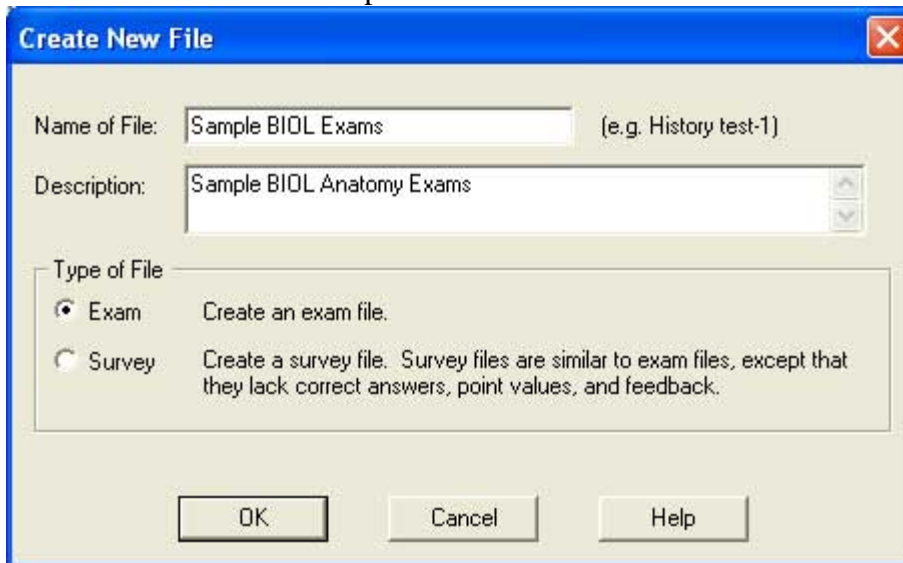 Create New File
Name of File: Sample BIOL Exams (e.g. History test-1)
Description: Sample BIOL Anatomy Exams
Type of File
Exam Create an exam file.
Survey Create a survey file. Survey files are similar to exam files, except that
they lack correct answers, point values, and feedback.
OK Cancel Help